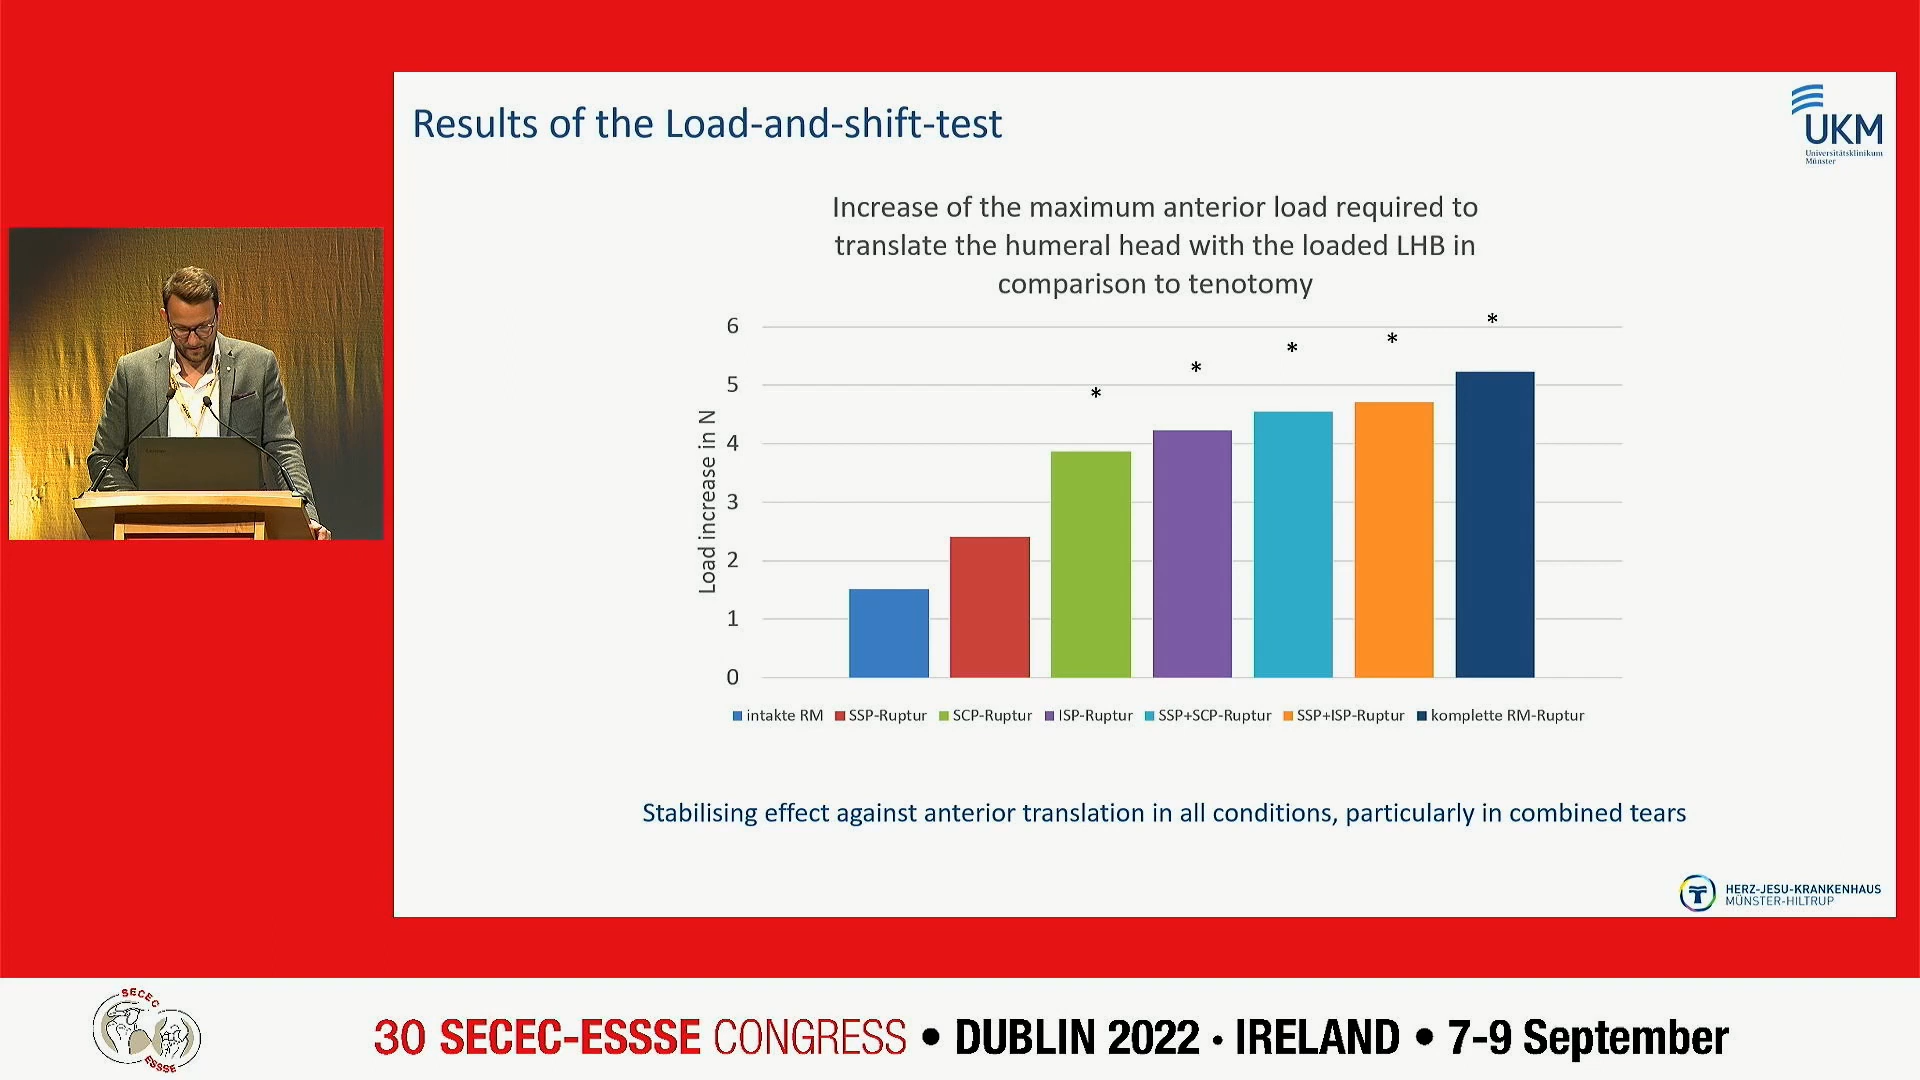 Results of the Load-and-shift-test
UKM
Universitätsklinikum
Münster
Increase of the maximum anterior load required to
translate the humeral head with the loaded LHB in
comparison to tenotomy
6
5
4
3
2
1
0
Load increase in N
*
*
*
*
*
intakte RM SSP-Ruptur SCP-Ruptur ISP-Ruptur SSP+SCP-Ruptur SSP+ISP-Ruptur komplette RM-Ruptur
Stabilising effect against anterior translation in all conditions, particularly in combined tears
HERZ-JESU-KRANKENHAUS
MÜNSTER-HILTRUP
SECEC
ESSSE
30 SECEC-ESSSE CONGRESS • DUBLIN 2022 • IRELAND • 7-9 September